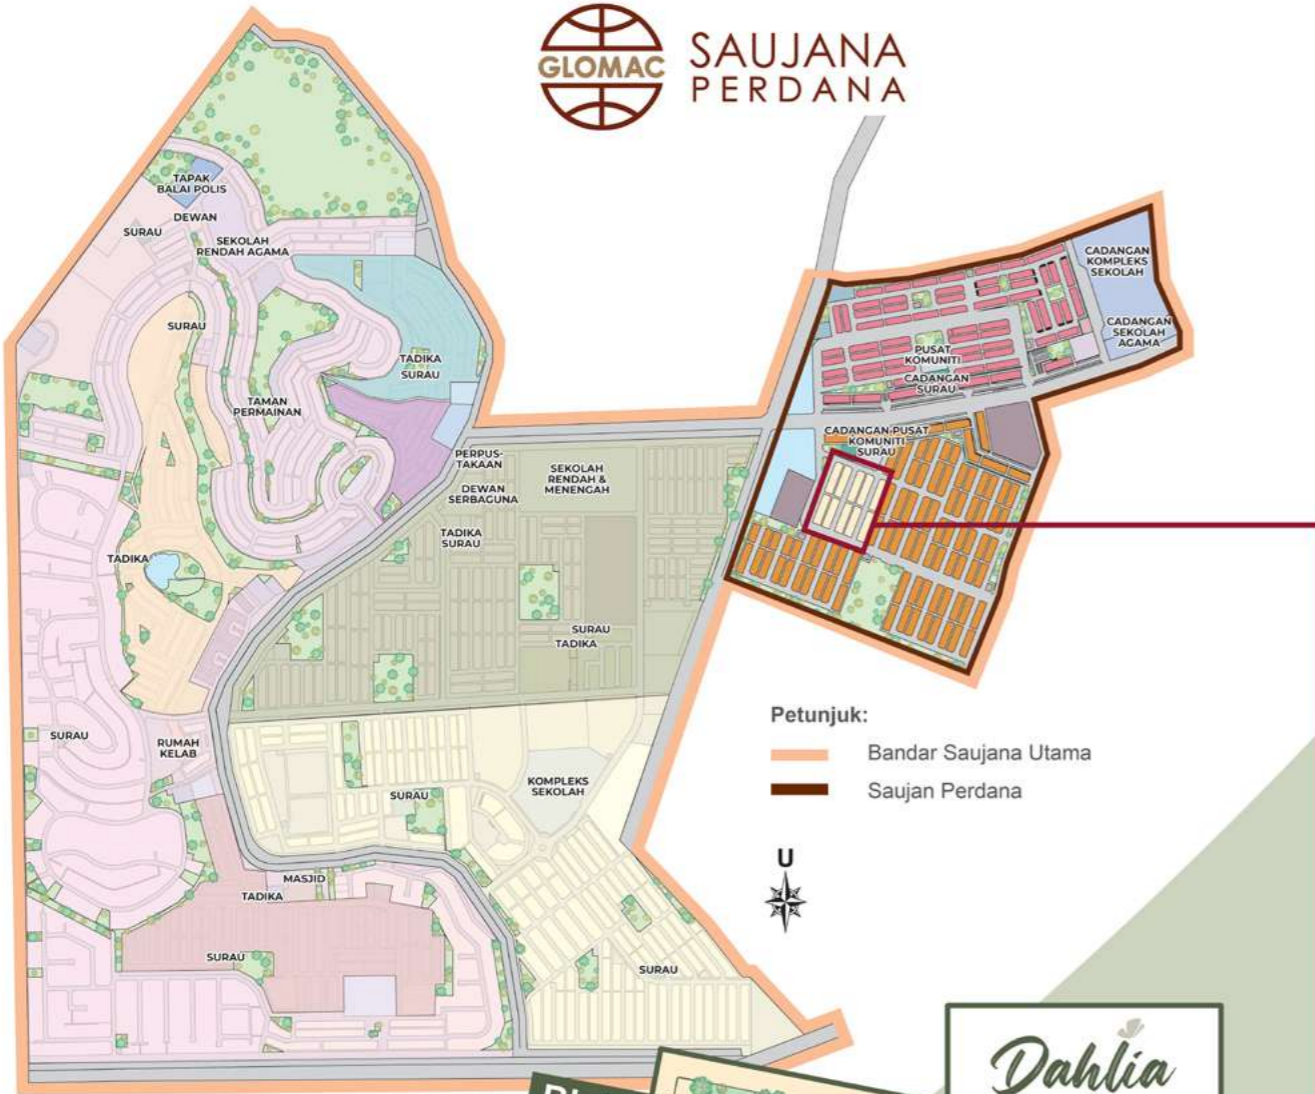 GLOMAC
SAUJANA
PERDANA
TAPAK
BALAI POLIS
DEWAN
SURAU
SEKOLAH
RENDAH AGAMA
SURAU
TADIKA
SURAU
TAMAN
PERMAINAN
CADANGAN
KOMPLEKS
SEKOLAH
CADANGAN
SEKOLAH
AGAMA
PUSAT
KOMUNITI
CADANGAN
SURAU
CADANGAN PUSAT
KOMUNITI
SURAU
PERPUS-
TAKAAN
SEKOLAH
RENDAH &
MENENGAH
DEWAN
SERBAGUNA
TADIKA
SURAU
TADIKA
SURAU
TADIKA
SURAU
RUMAH
KELAB
KOMPLEKS
SEKOLAH
SURAU
MASJID
TADIKA
SURAU
SURAU
Petunjuk:
Bandar Saujana Utama
Saujan Perdana
U
Dahlia